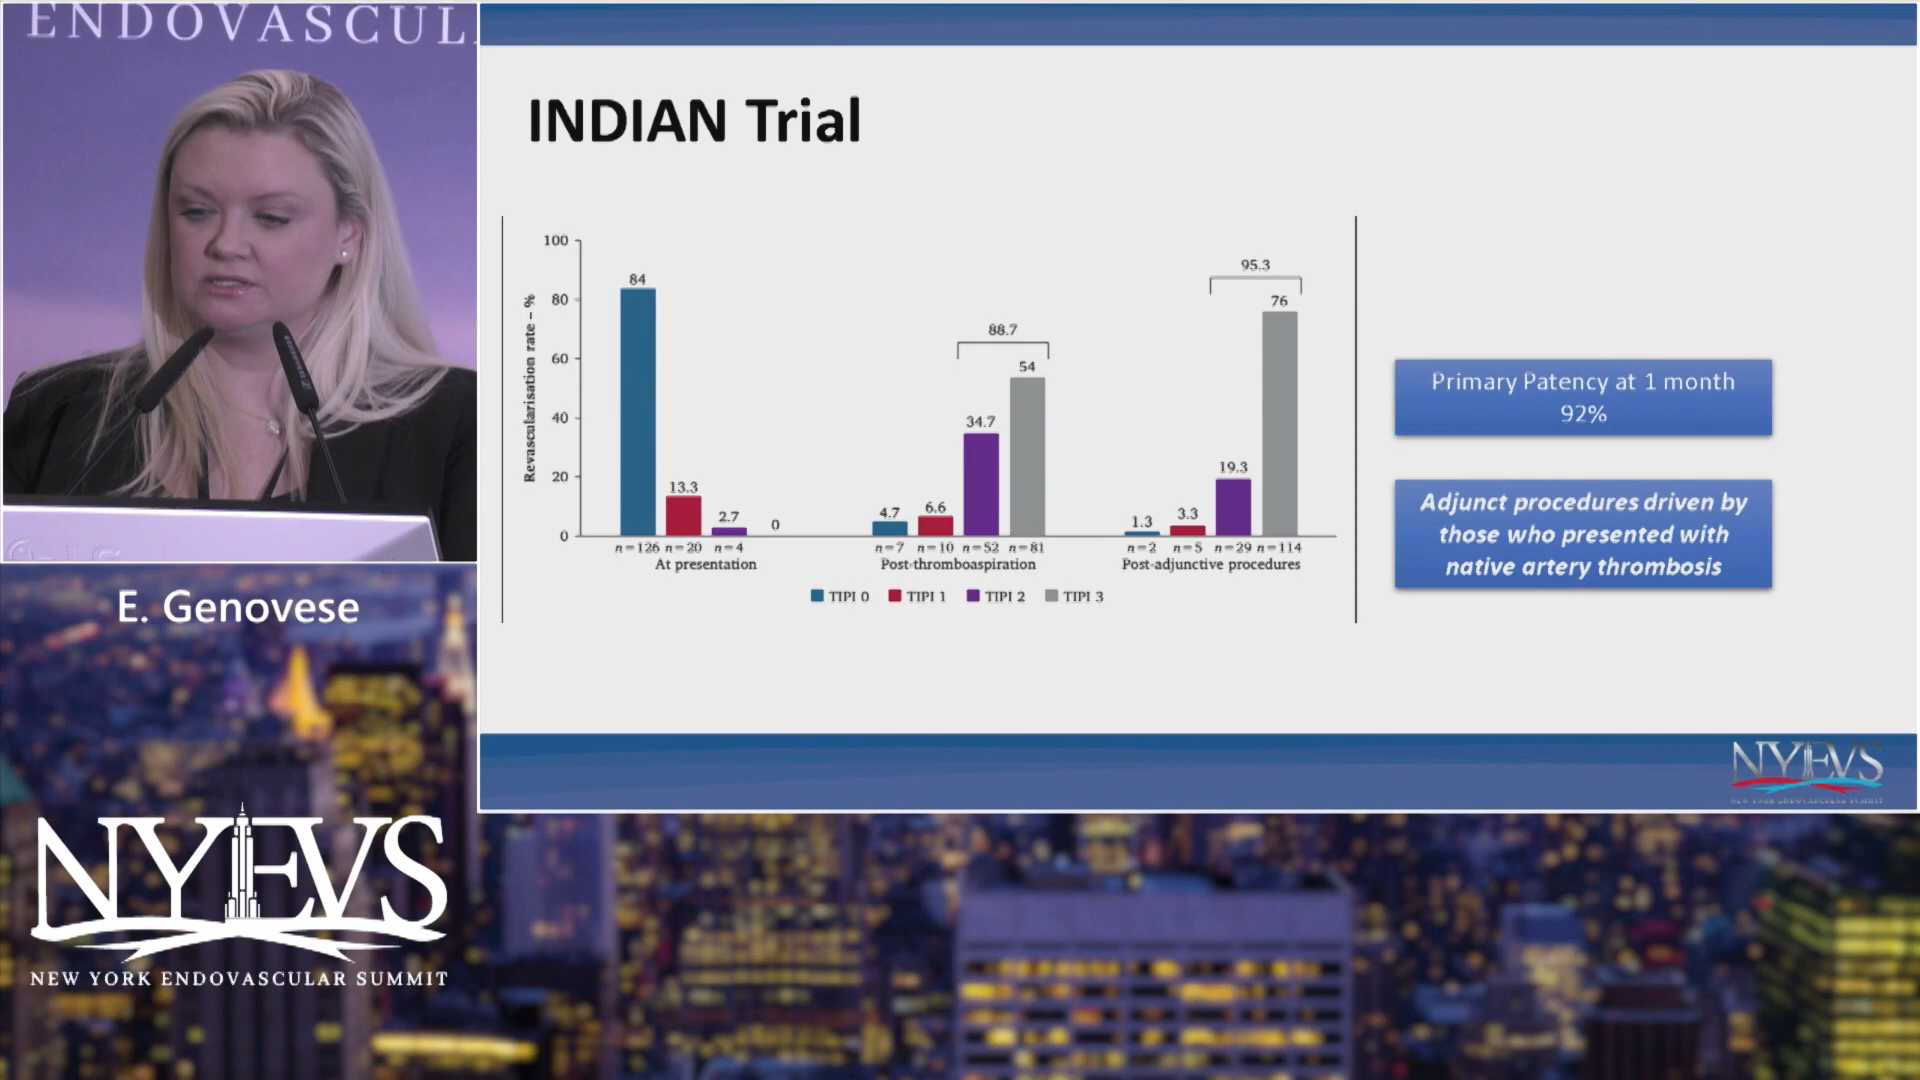 ENDOVASCUL
INDIAN Trial
Revascularisation rate – %
100
80
60
40
20
0
84
13.3
2.7
0
n=126 n=20 n=4
At presentation
88.7
4.7
6.6
34.7
54
n=7 n=10 n=52 n=81
Post-thromboaspiration
95.3
1.3
3.3
19.3
76
n=2 n=5 n=29 n=114
Post-adjunctive procedures
TIPI 0 TIPI 1 TIPI 2 TIPI 3
Primary Patency at 1 month
92%
Adjunct procedures driven by
those who presented with
native artery thrombosis
NYEVS
NEW YORK ENDOVASCULAR SUMMIT
E. Genovese
NYEVS
NEW YORK ENDOVASCULAR SUMMIT